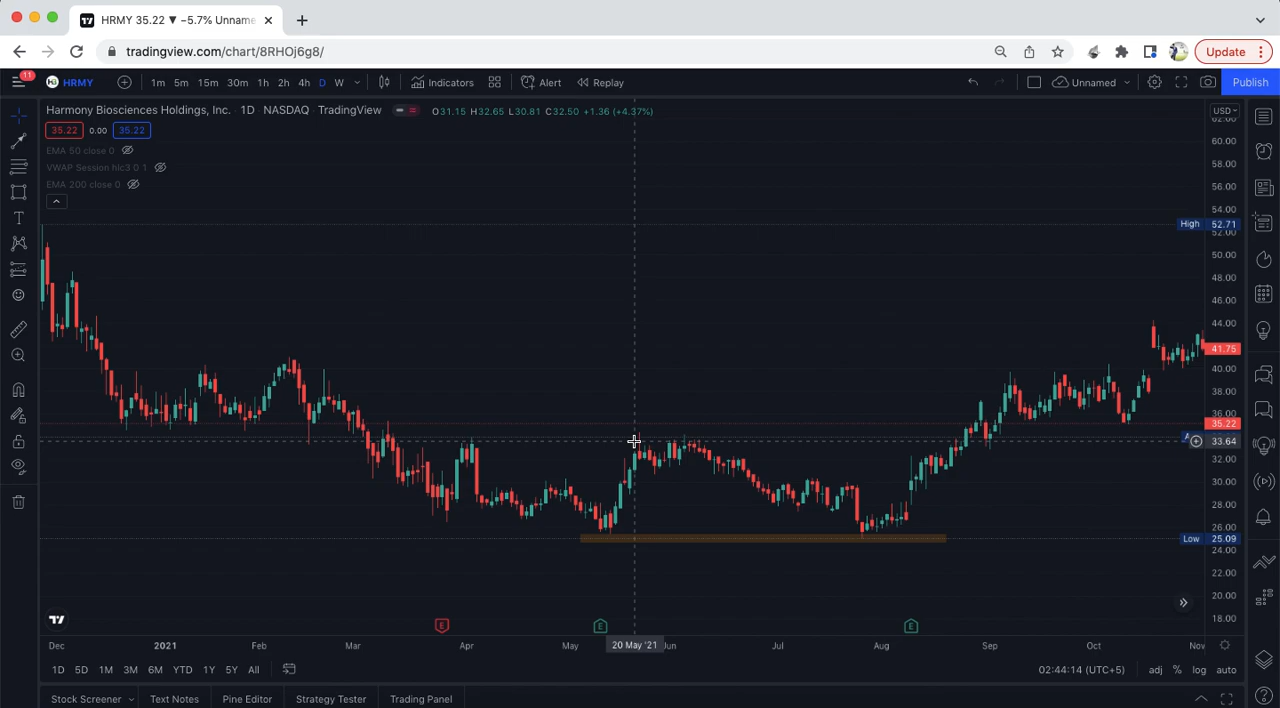 HRMY 35.22 ▼ −5.7% Unname
tradingview.com/chart/8RHOj6g8/
Update
11
HRMY 1m 5m 15m 30m 1h 2h 4h D W Indicators Alert Replay Unnamed Publish
Harmony Biosciences Holdings, Inc. · 1D · NASDAQ TradingView O31.15 H32.65 L30.81 C32.50 +1.36 (+4.37%)
USD
35.22 0.00 35.22
EMA 50 close 0
VWAP Session hlc3 0 1
EMA 200 close 0
62.00
60.00
58.00
56.00
54.00
High 52.71
52.00
50.00
48.00
46.00
44.00
41.75
40.00
38.00
36.00
35.22
33.64
32.00
30.00
28.00
26.00
Low 25.09
24.00
22.00
20.00
18.00
E E E
Dec 2021 Feb Mar Apr May 20 May '21 Jun Jul Aug Sep Oct Nov
1D 5D 1M 3M 6M YTD 1Y 5Y All 02:44:14 (UTC+5) adj % log auto
Stock Screener Text Notes Pine Editor Strategy Tester Trading Panel